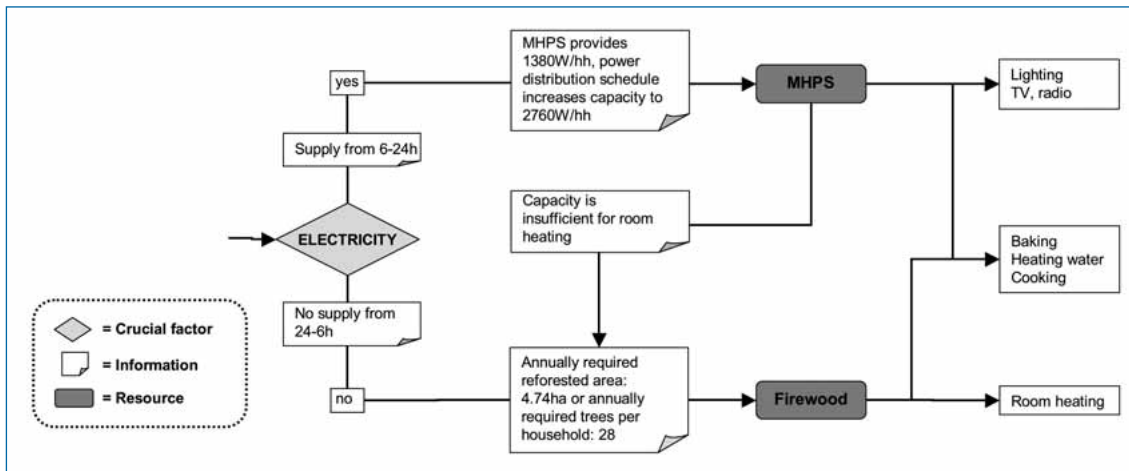 MHPS provides
1380W/hh, power
distribution schedule
increases capacity to
2760W/hh
yes
MHPS
Lighting
TV, radio
Supply from 6-24h
Capacity is
insufficient for room
heating
ELECTRICITY
Baking
Heating water
Cooking
No supply from
24-6h
= Crucial factor
= Information
= Resource
no
Annually required
reforested area:
4.74ha or annually
required trees per
household: 28
Firewood
Room heating